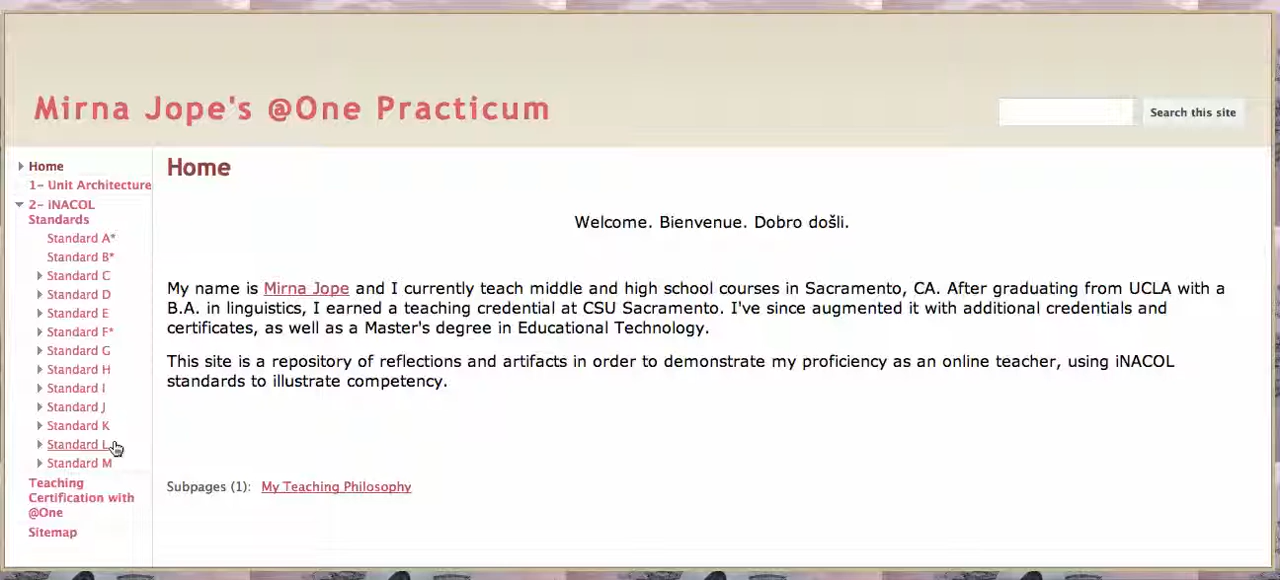 Mirna Jope's @One Practicum
Search this site
Home
1- Unit Architecture
2- iNACOL
Standards
Standard A*
Standard B*
Standard C
Standard D
Standard E
Standard F*
Standard G
Standard H
Standard I
Standard J
Standard K
Standard L
Standard M
Teaching
Certification with
@One
Sitemap
Home
Welcome. Bienvenue. Dobro došli.
My name is Mirna Jope and I currently teach middle and high school courses in Sacramento, CA. After graduating from UCLA with a
B.A. in linguistics, I earned a teaching credential at CSU Sacramento. I've since augmented it with additional credentials and
certificates, as well as a Master's degree in Educational Technology.
This site is a repository of reflections and artifacts in order to demonstrate my proficiency as an online teacher, using iNACOL
standards to illustrate competency.
Subpages (1): My Teaching Philosophy